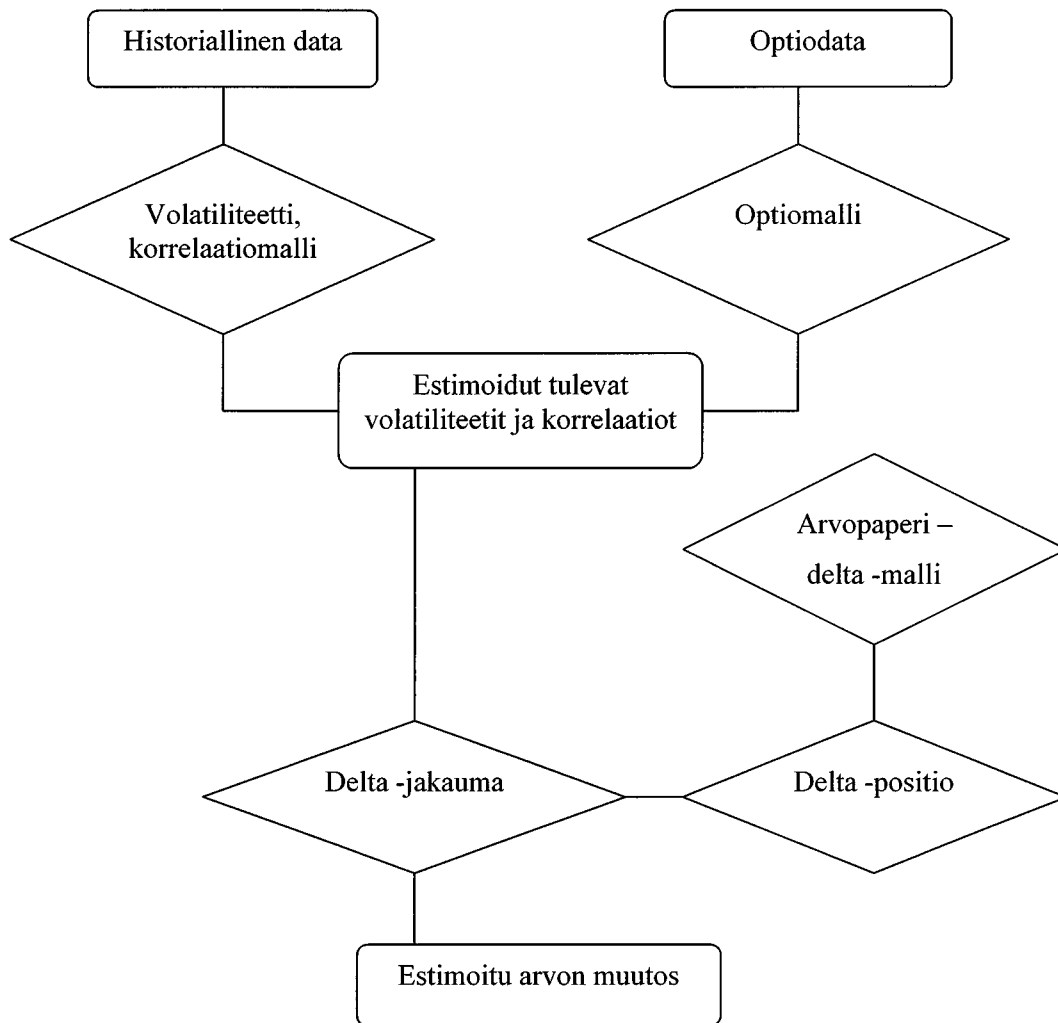 Historiallinen data
Optiodata
Volatiliteetti,
korrelaatiomalli
Optiomalli
Estimoidut tulevat
volatiliteetit ja korrelaatiot
Arvopaperi –
delta -malli
Delta -jakauma
Delta -positio
Estimoitu arvon muutos